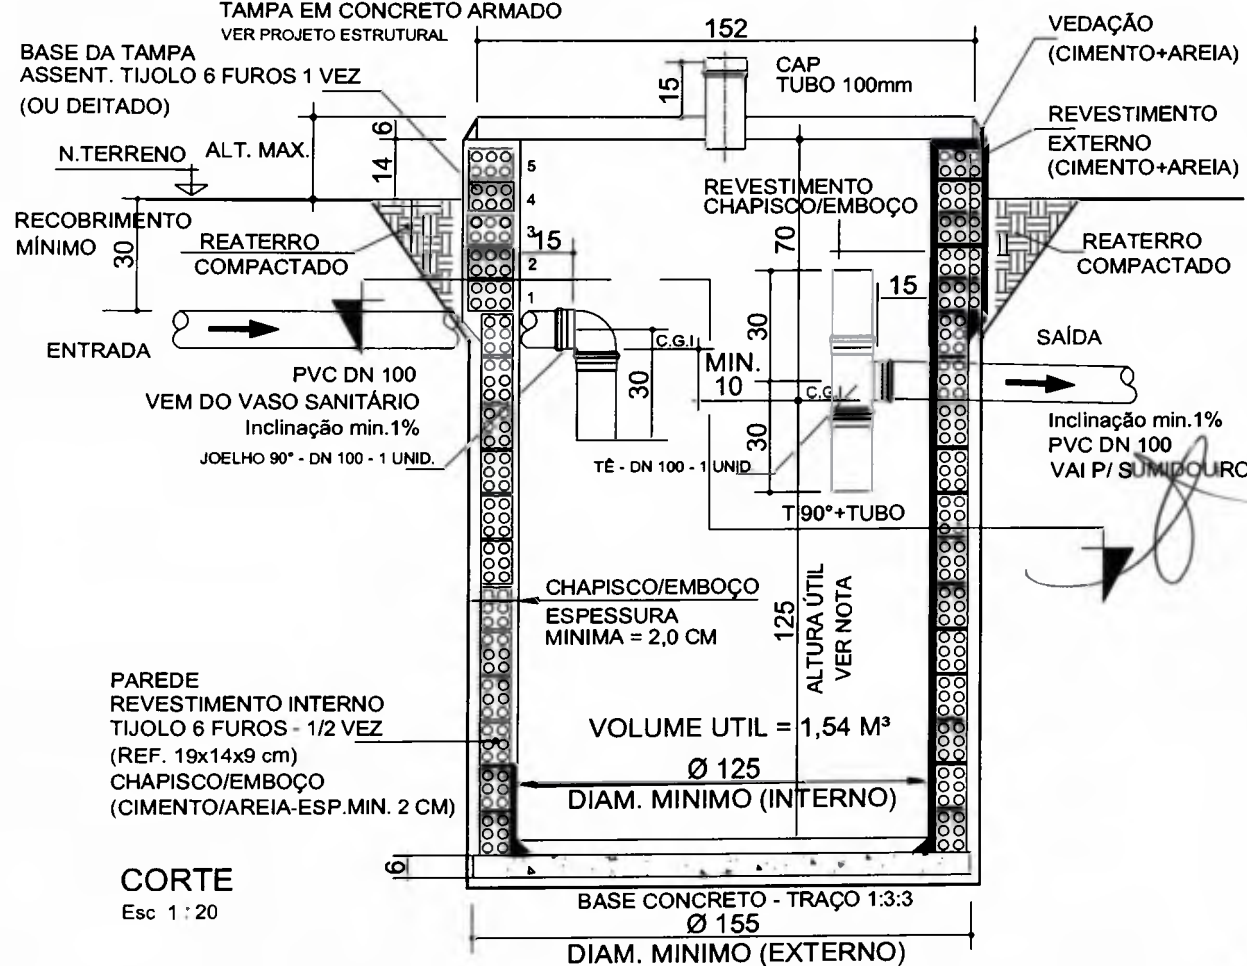 TAMPA EM CONCRETO ARMADO
VER PROJETO ESTRUTURAL
152
VEDAÇÃO
(CIMENTO+AREIA)
BASE DA TAMPA
ASSENT. TIJOLO 6 FUROS 1 VEZ
(OU DEITADO)
15
CAP
TUBO 100mm
REVESTIMENTO
EXTERNO
(CIMENTO+AREIA)
6
14
ALT. MAX.
N.TERRENO
5
4
3
2
1
REVESTIMENTO
CHAPISCO/EMBOÇO
70
RECOBRIMENTO
MÍNIMO
30
REATERRO
COMPACTADO
15
15
REATERRO
COMPACTADO
ENTRADA
C.G.I
30
MIN.
10
30
30
C.G.I
SAÍDA
PVC DN 100
VEM DO VASO SANITÁRIO
Inclinação min.1%
JOELHO 90° - DN 100 - 1 UNID.
TÊ - DN 100 - 1 UNID
T 90°+TUBO
Inclinação min.1%
PVC DN 100
VAI P/ SUMIDOURO
CHAPISCO/EMBOÇO
ESPESSURA
MINIMA = 2,0 CM
125
ALTURA ÚTIL
VER NOTA
PAREDE
REVESTIMENTO INTERNO
TIJOLO 6 FUROS - 1/2 VEZ
(REF. 19x14x9 cm)
CHAPISCO/EMBOÇO
(CIMENTO/AREIA-ESP.MIN. 2 CM)
VOLUME UTIL = 1,54 M³
Ø 125
DIAM. MINIMO (INTERNO)
6
CORTE
Esc 1 : 20
BASE CONCRETO - TRAÇO 1:3:3
Ø 155
DIAM. MINIMO (EXTERNO)